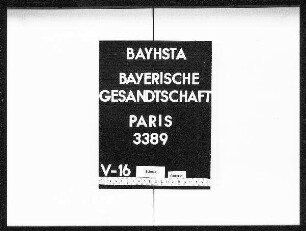 BAYHSTA
BAYERISCHE
GESANDTSCHAFT
PARIS
3389
V-16